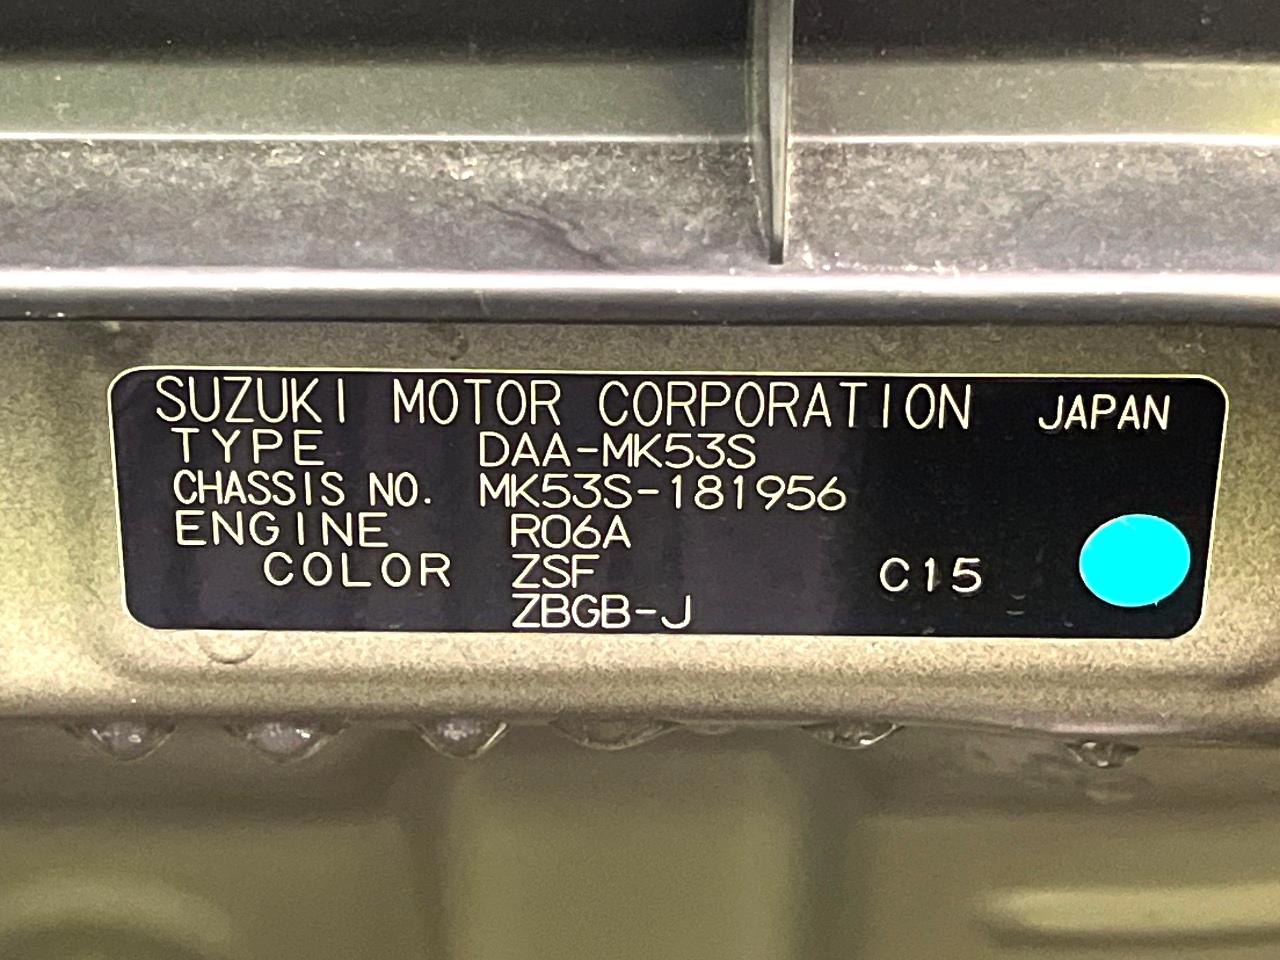 SUZUKI MOTOR CORPORATION JAPAN
TYPE DAA-MK53S
CHASSIS NO. MK53S-181956
ENGINE R06A
COLOR ZSF C15
ZBGB-J